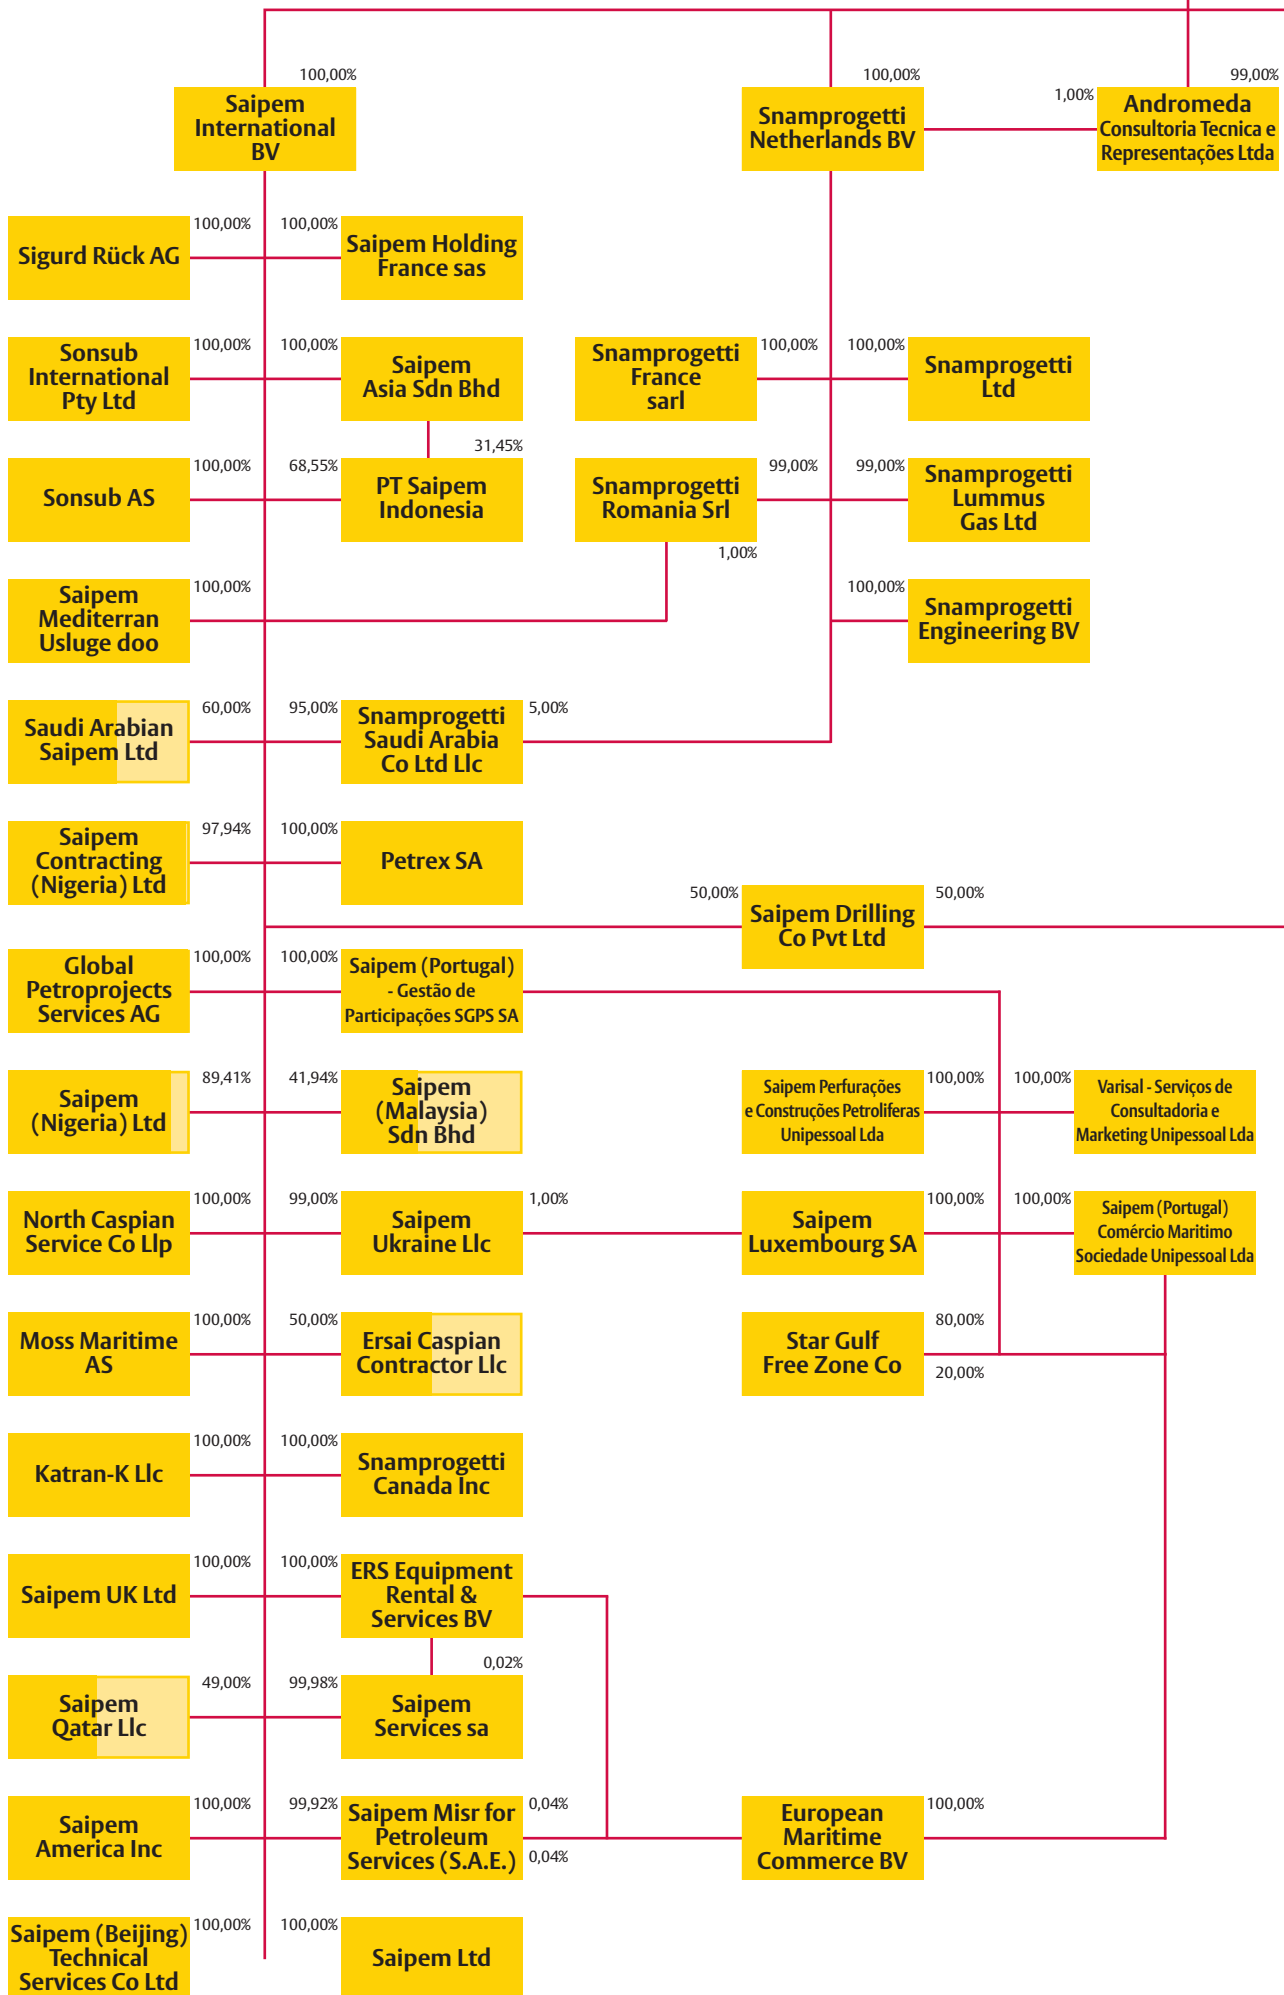 100,00%
Saipem
International
BV
100,00%
Snamprogetti
Netherlands BV
1,00%
99,00%
Andromeda
Consultoria Tecnica e
Representações Ltda
Sigurd Rück AG
100,00%
100,00%
Saipem Holding
France sas
Sonsub
International
Pty Ltd
100,00%
100,00%
Saipem
Asia Sdn Bhd
Snamprogetti
France
sarl
100,00%
100,00%
Snamprogetti
Ltd
31,45%
Sonsub AS
100,00%
68,55%
PT Saipem
Indonesia
Snamprogetti
Romania Srl
99,00%
99,00%
Snamprogetti
Lummus
Gas Ltd
1,00%
Saipem
Mediterran
Usluge doo
100,00%
100,00%
Snamprogetti
Engineering BV
Saudi Arabian
Saipem Ltd
60,00%
95,00%
Snamprogetti
Saudi Arabia
Co Ltd Llc
5,00%
Saipem
Contracting
(Nigeria) Ltd
97,94%
100,00%
Petrex SA
50,00%
Saipem Drilling
Co Pvt Ltd
50,00%
Global
Petroprojects
Services AG
100,00%
100,00%
Saipem (Portugal)
- Gestão de
Participações SGPS SA
Saipem
(Nigeria) Ltd
89,41%
41,94%
Saipem
(Malaysia)
Sdn Bhd
Saipem Perfurações
e Construções Petrolíferas
Unipessoal Lda
100,00%
100,00%
Varisal - Serviços de
Consultadoria e
Marketing Unipessoal Lda
North Caspian
Service Co Llp
100,00%
99,00%
Saipem
Ukraine Llc
1,00%
Saipem
Luxembourg SA
100,00%
100,00%
Saipem (Portugal)
Comércio Marítimo
Sociedade Unipessoal Lda
Moss Maritime
AS
100,00%
50,00%
Ersai Caspian
Contractor Llc
Star Gulf
Free Zone Co
80,00%
20,00%
Katran-K Llc
100,00%
100,00%
Snamprogetti
Canada Inc
Saipem UK Ltd
100,00%
100,00%
ERS Equipment
Rental &
Services BV
0,02%
Saipem
Qatar Llc
49,00%
99,98%
Saipem
Services sa
Saipem
America Inc
100,00%
99,92%
Saipem Misr for
Petroleum
Services (S.A.E.)
0,04%
0,04%
European
Maritime
Commerce BV
100,00%
Saipem (Beijing)
Technical
Services Co Ltd
100,00%
100,00%
Saipem Ltd